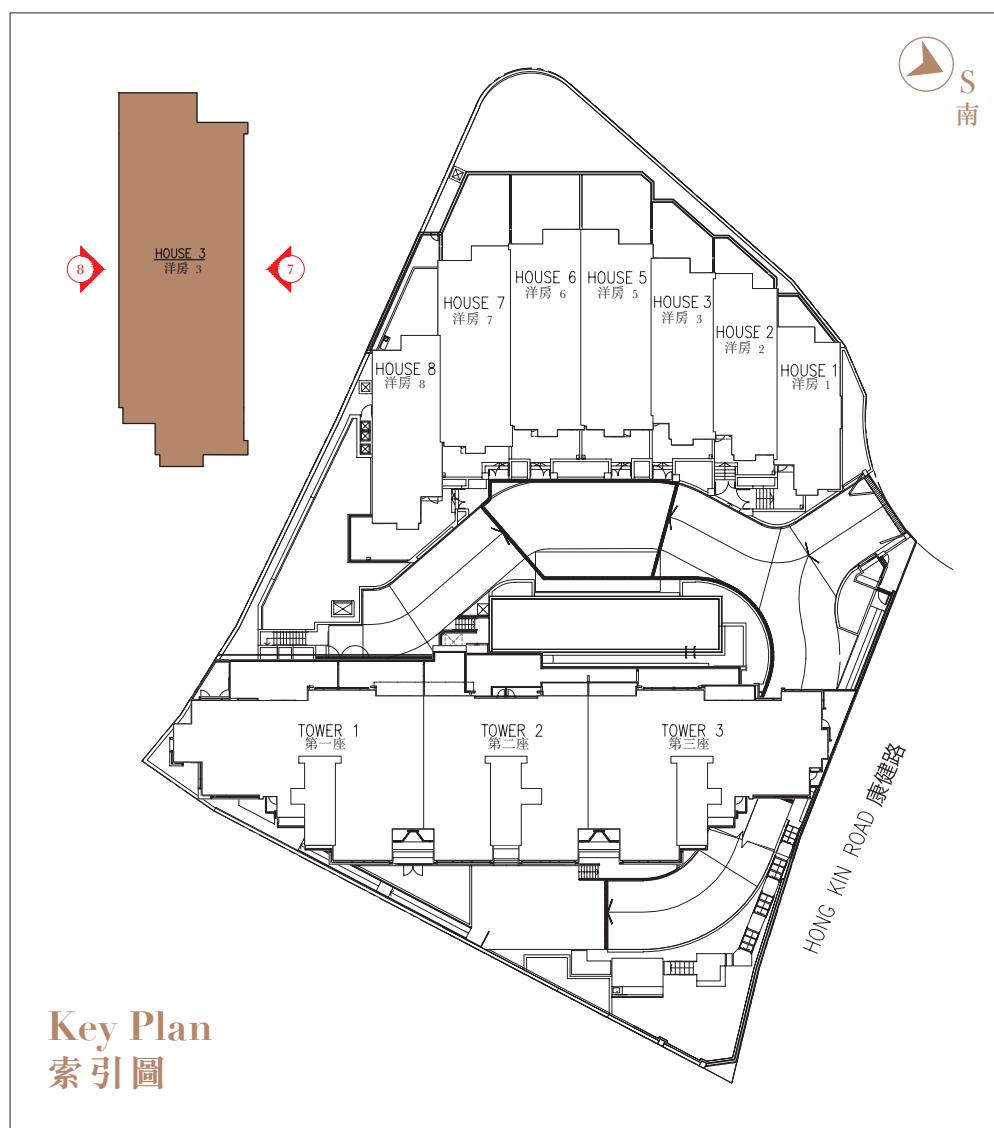 S
南
HOUSE 3
洋房 3
8
7
HOUSE 6
洋房 6
HOUSE 5
洋房 5
HOUSE 7
洋房 7
HOUSE 3
洋房 3
HOUSE 2
洋房 2
HOUSE 8
洋房 8
HOUSE 1
洋房 1
TOWER 1
第一座
TOWER 2
第二座
TOWER 3
第三座
HONG KIN ROAD 康健路
Key Plan
索引圖